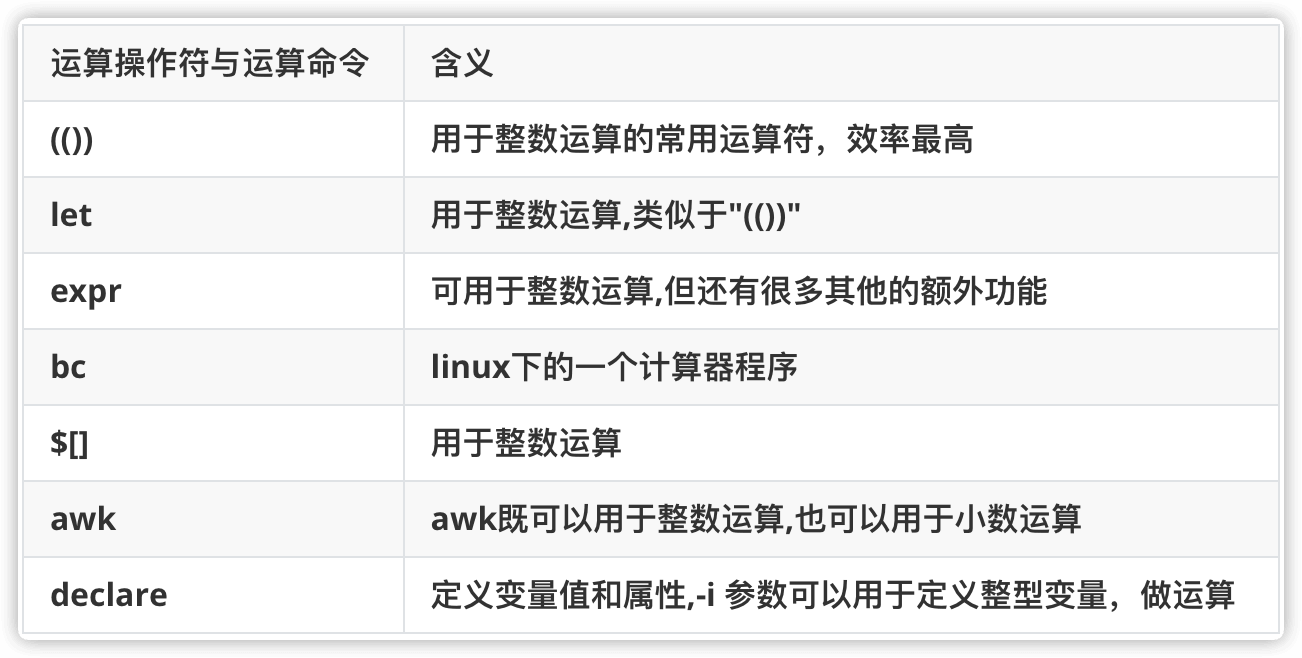 运算操作符与运算命令 含义
(()) 用于整数运算的常用运算符，效率最高
let 用于整数运算,类似于"(())"
expr 可用于整数运算,但还有很多其他的额外功能
bc linux下的一个计算器程序
$[] 用于整数运算
awk awk既可以用于整数运算,也可以用于小数运算
declare 定义变量值和属性,-i 参数可以用于定义整型变量，做运算